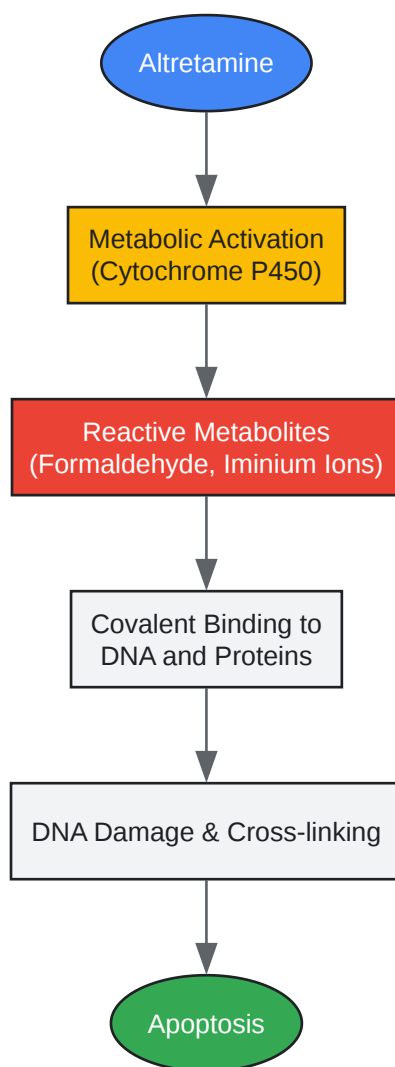 Altretamine
Metabolic Activation
(Cytochrome P450)
Reactive Metabolites
(Formaldehyde, Iminium Ions)
Covalent Binding to
DNA and Proteins
DNA Damage & Cross-linking
Apoptosis